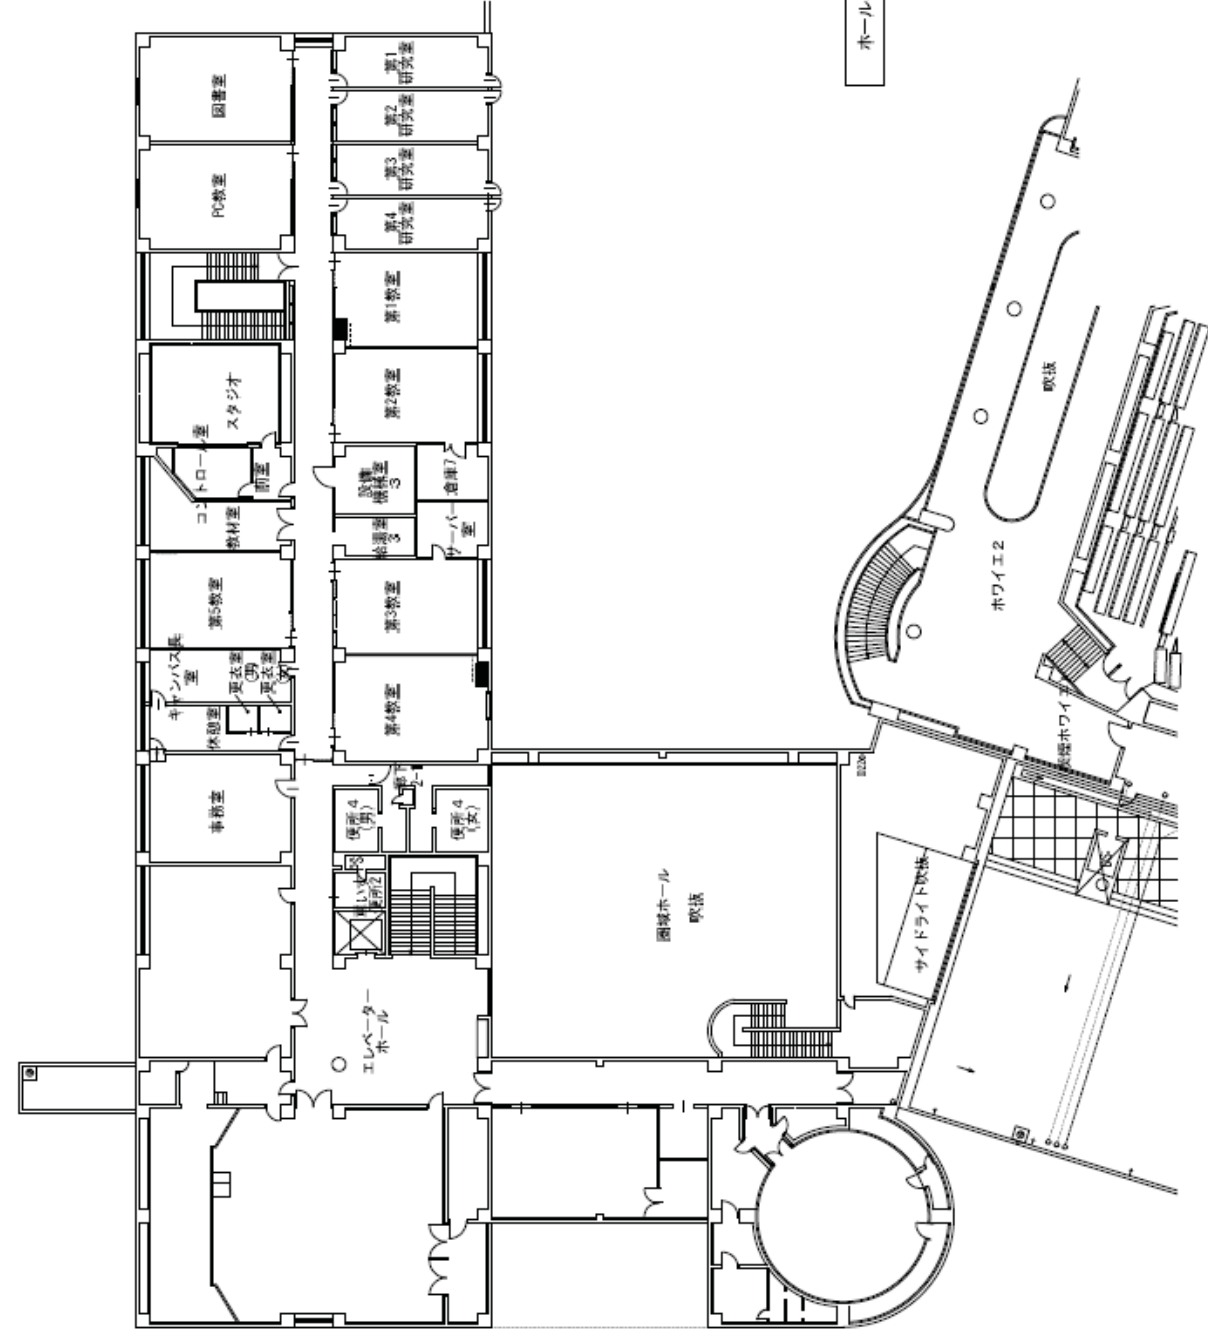 ホール
図書室
第1
研究室
第2
研究室
PC教室
第3
研究室
第4
研究室
第1教室
スタジオ
第2教室
吹抜
コントロール室
前室
設備
機械室
3
倉庫7
教材室
給湯室
3
サーバー
室
第5教室
第3教室
ホワイエ2
キャンパス長
室
更衣室
(男)
更衣室
休憩室
第4教室
事務室
便所4
(男)
便所4
(女)
PS
便所2
圏域ホール
吹抜
サイドライト吹抜
エレベーター
ホール